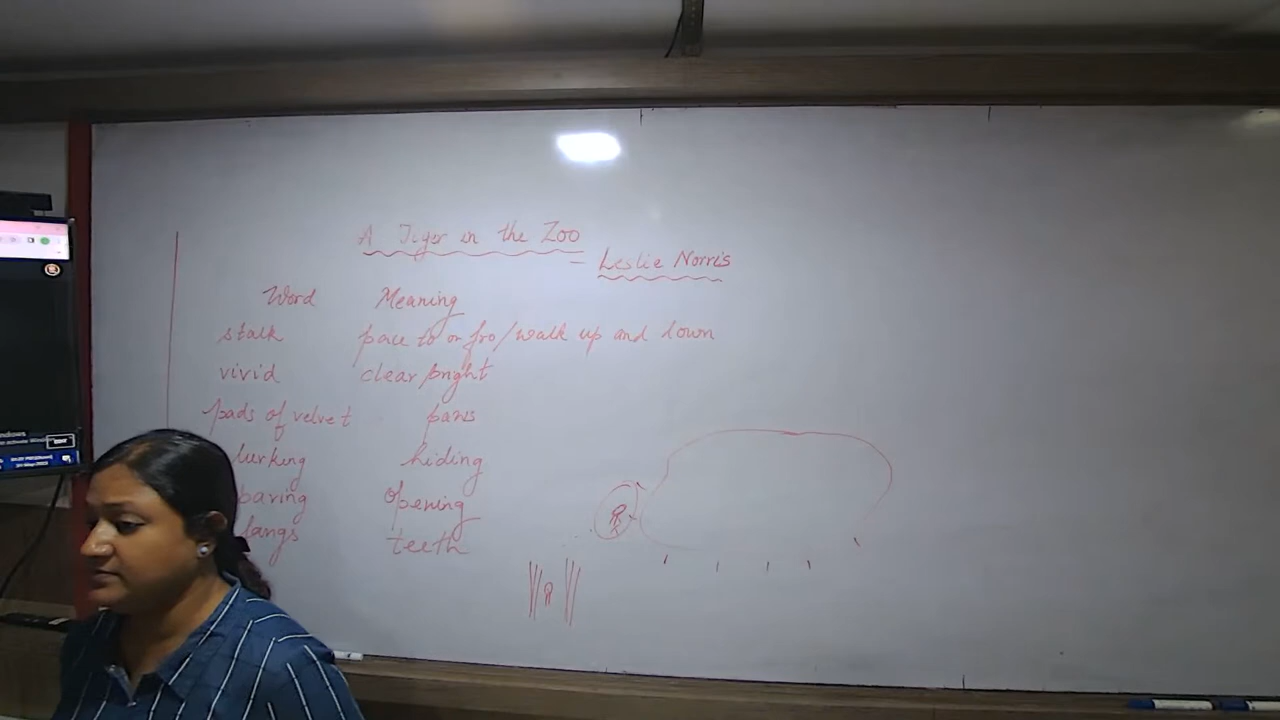 A Tiger in the Zoo
- Leslie Norris
Word Meaning
stalk pace to or fro/walk up and down
vivid clear/bright
pads of velvet paws
lurking hiding
baring opening
fangs teeth